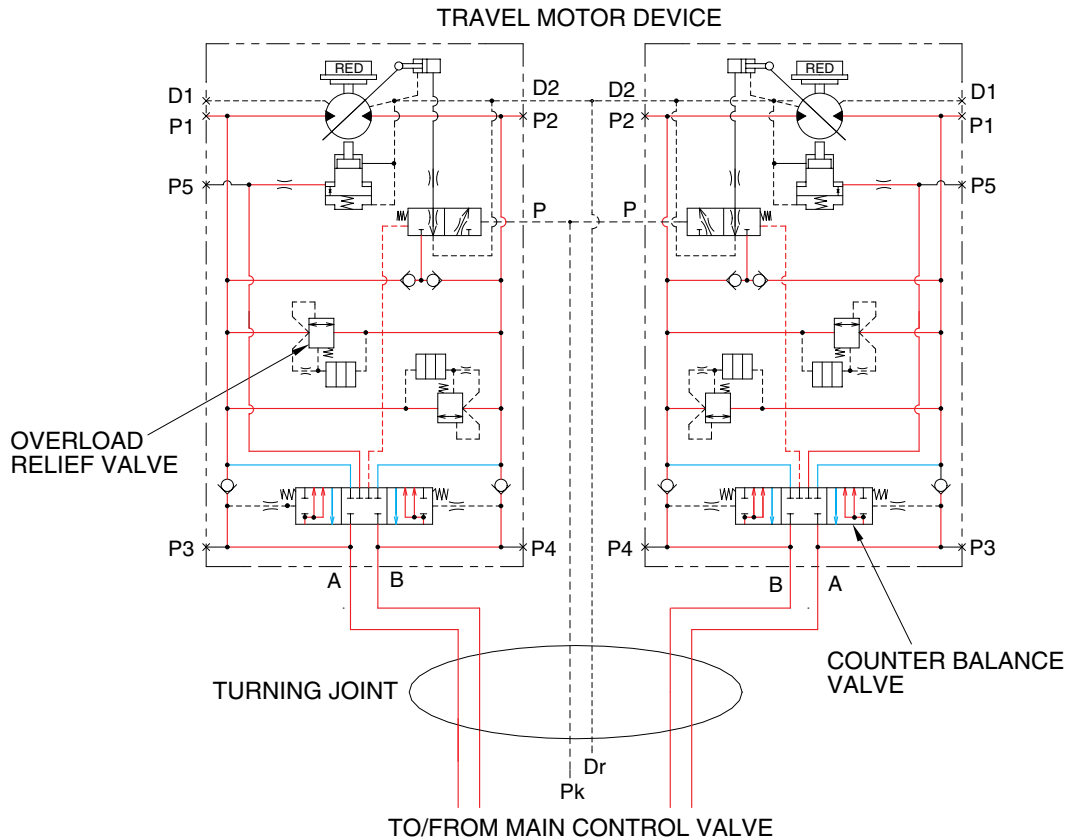 TRAVEL MOTOR DEVICE
RED
RED
D1
D2
D2
D1
P1
P2
P2
P1
P5
P5
P
P
OVERLOAD
RELIEF VALVE
P3
P4
P4
P3
A
B
B
A
COUNTER BALANCE
VALVE
TURNING JOINT
Dr
Pk
TO/FROM MAIN CONTROL VALVE